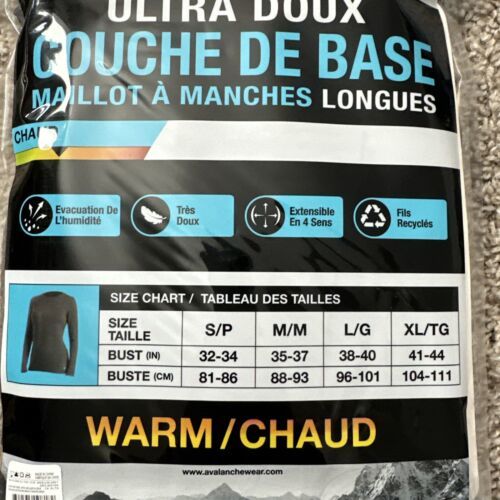 ULTRA DOUX
COUCHE DE BASE
MAILLOT À MANCHES LONGUES
CHAUD
Evacuation De
L'humidité
Très
Doux
Extensible
En 4 Sens
Fils
Recyclés
SIZE CHART / TABLEAU DES TAILLES
SIZE
TAILLE S/P M/M L/G XL/TG
BUST (IN) 32-34 35-37 38-40 41-44
BUSTE (CM) 81-86 88-93 96-101 104-111
WARM/CHAUD
www.avalanchewear.com